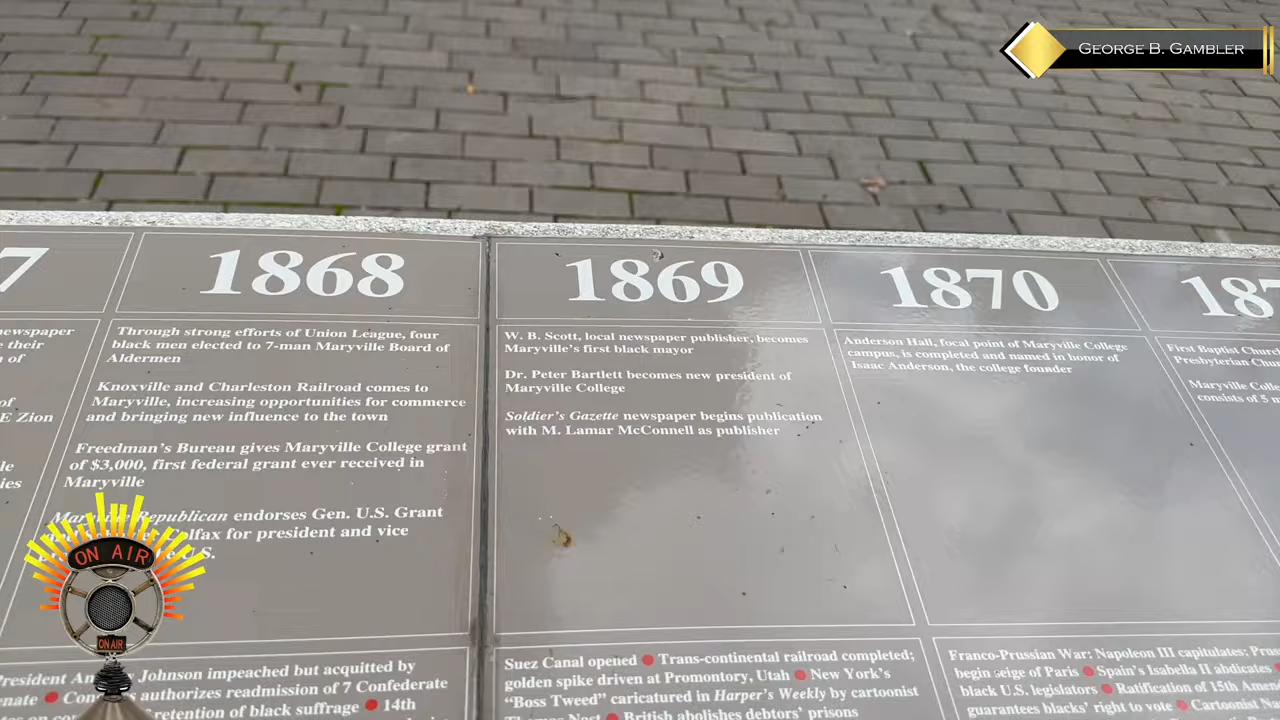 GEORGE B. GAMBLER
7
newspaper
their
of
of
E Zion
1868
Through strong efforts of Union League, four
black men elected to 7-man Maryville Board of
Aldermen
Knoxville and Charleston Railroad comes to
Maryville, increasing opportunities for commerce
and bringing new influence to the town
Freedman's Bureau gives Maryville College grant
of $3,000, first federal grant ever received in
Maryville
Republican endorses Gen. U.S. Grant
for president and vice
U.S.
1869
W. B. Scott, local newspaper publisher, becomes
Maryville's first black mayor
Dr. Peter Bartlett becomes new president of
Maryville College
Soldier's Gazette newspaper begins publication
with M. Lamar McConnell as publisher
1870
Anderson Hall, focal point of Maryville College
campus, is completed and named in honor of
Isaac Anderson, the college founder
187
First Baptist
Presbyterian
Maryville
consists of 5
ON AIR
ON AIR
Johnson impeached but acquitted by
authorizes readmission of 7 Confederate
retention of black suffrage • 14th
Suez Canal opened • Trans-continental railroad completed;
golden spike driven at Promontory, Utah • New York's
"Boss Tweed" caricatured in Harper's Weekly by cartoonist
Thomas Nast • British abolishes debtors' prisons
Franco-Prussian War: Napoleon III capitulates;
begin seige of Paris • Spain's Isabella II abdicates •
black U.S. legislators • Ratification of 15th
guarantees blacks' right to vote • Cartoonist